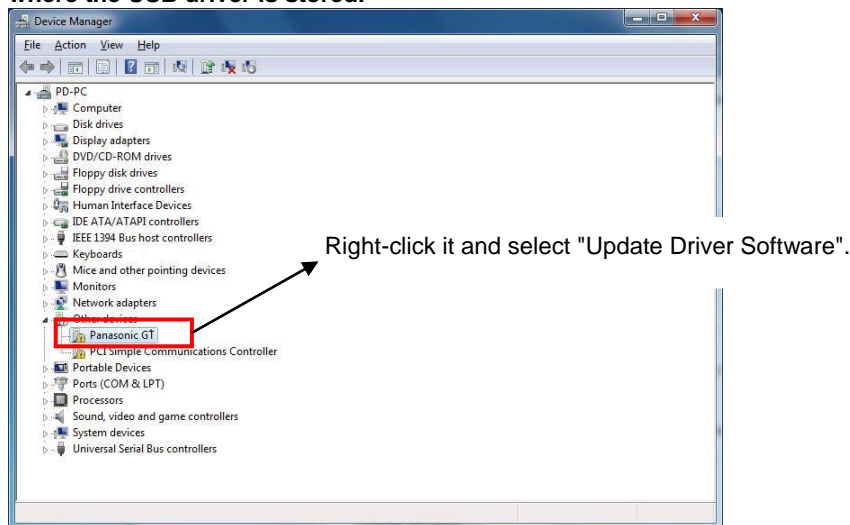 where the USB driver is stored.
Device Manager
File Action View Help
PD-PC
Computer
Disk drives
Display adapters
DVD/CD-ROM drives
Floppy disk drives
Floppy drive controllers
Human Interface Devices
IDE ATA/ATAPI controllers
IEEE 1394 Bus host controllers
Right-click it and select "Update Driver Software".
Keyboards
Mice and other pointing devices
Monitors
Network adapters
Other devices
Panasonic GT
PCI Simple Communications Controller
Portable Devices
Ports (COM & LPT)
Processors
Sound, video and game controllers
System devices
Universal Serial Bus controllers